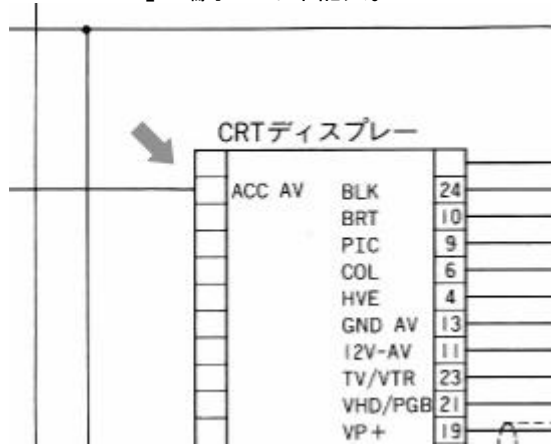 CRTディスプレー
ACC AV BLK 24
BRT 10
PIC 9
COL 6
HVE 4
GND AV 13
12V-AV 11
TV/VTR 23
VHD/PGB 21
VP+ 19